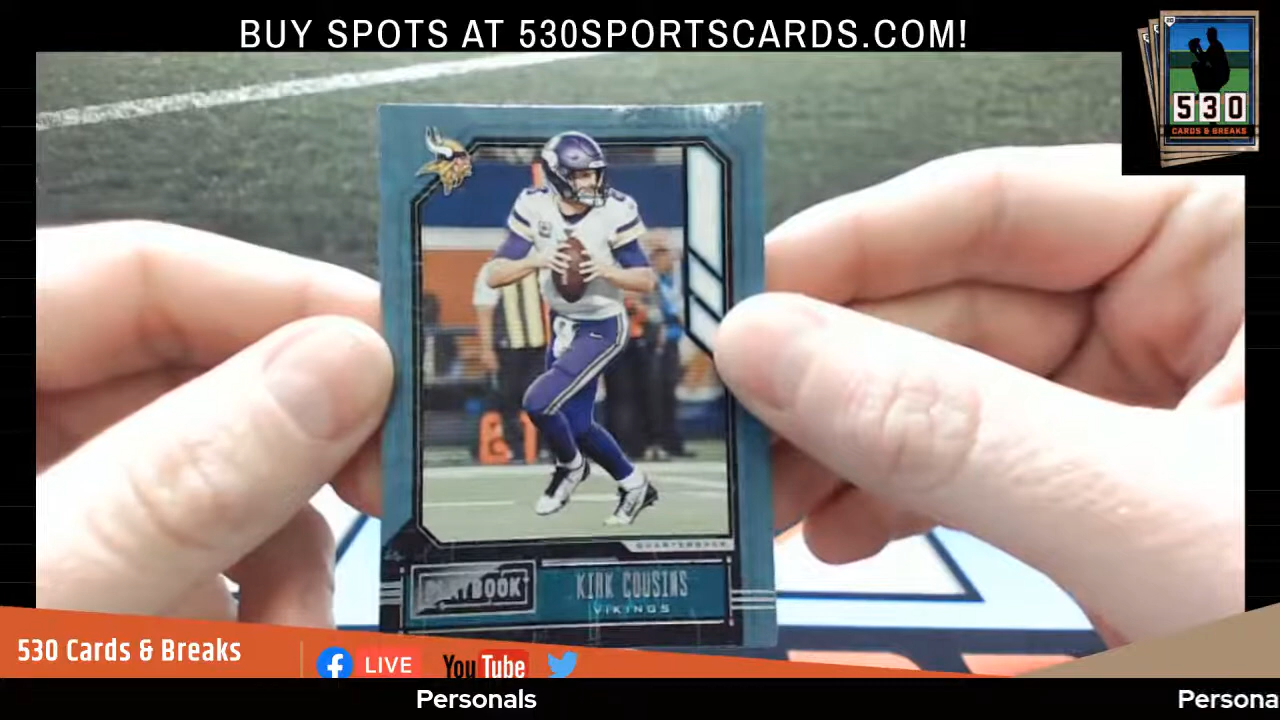 BUY SPOTS AT 530SPORTSCARDS.COM!
530
CARDS & BREAKS
QUARTERBACK
PLAYBOOK
KIRK COUSINS
VIKINGS
530 Cards & Breaks
LIVE
YouTube
Personals
Persona